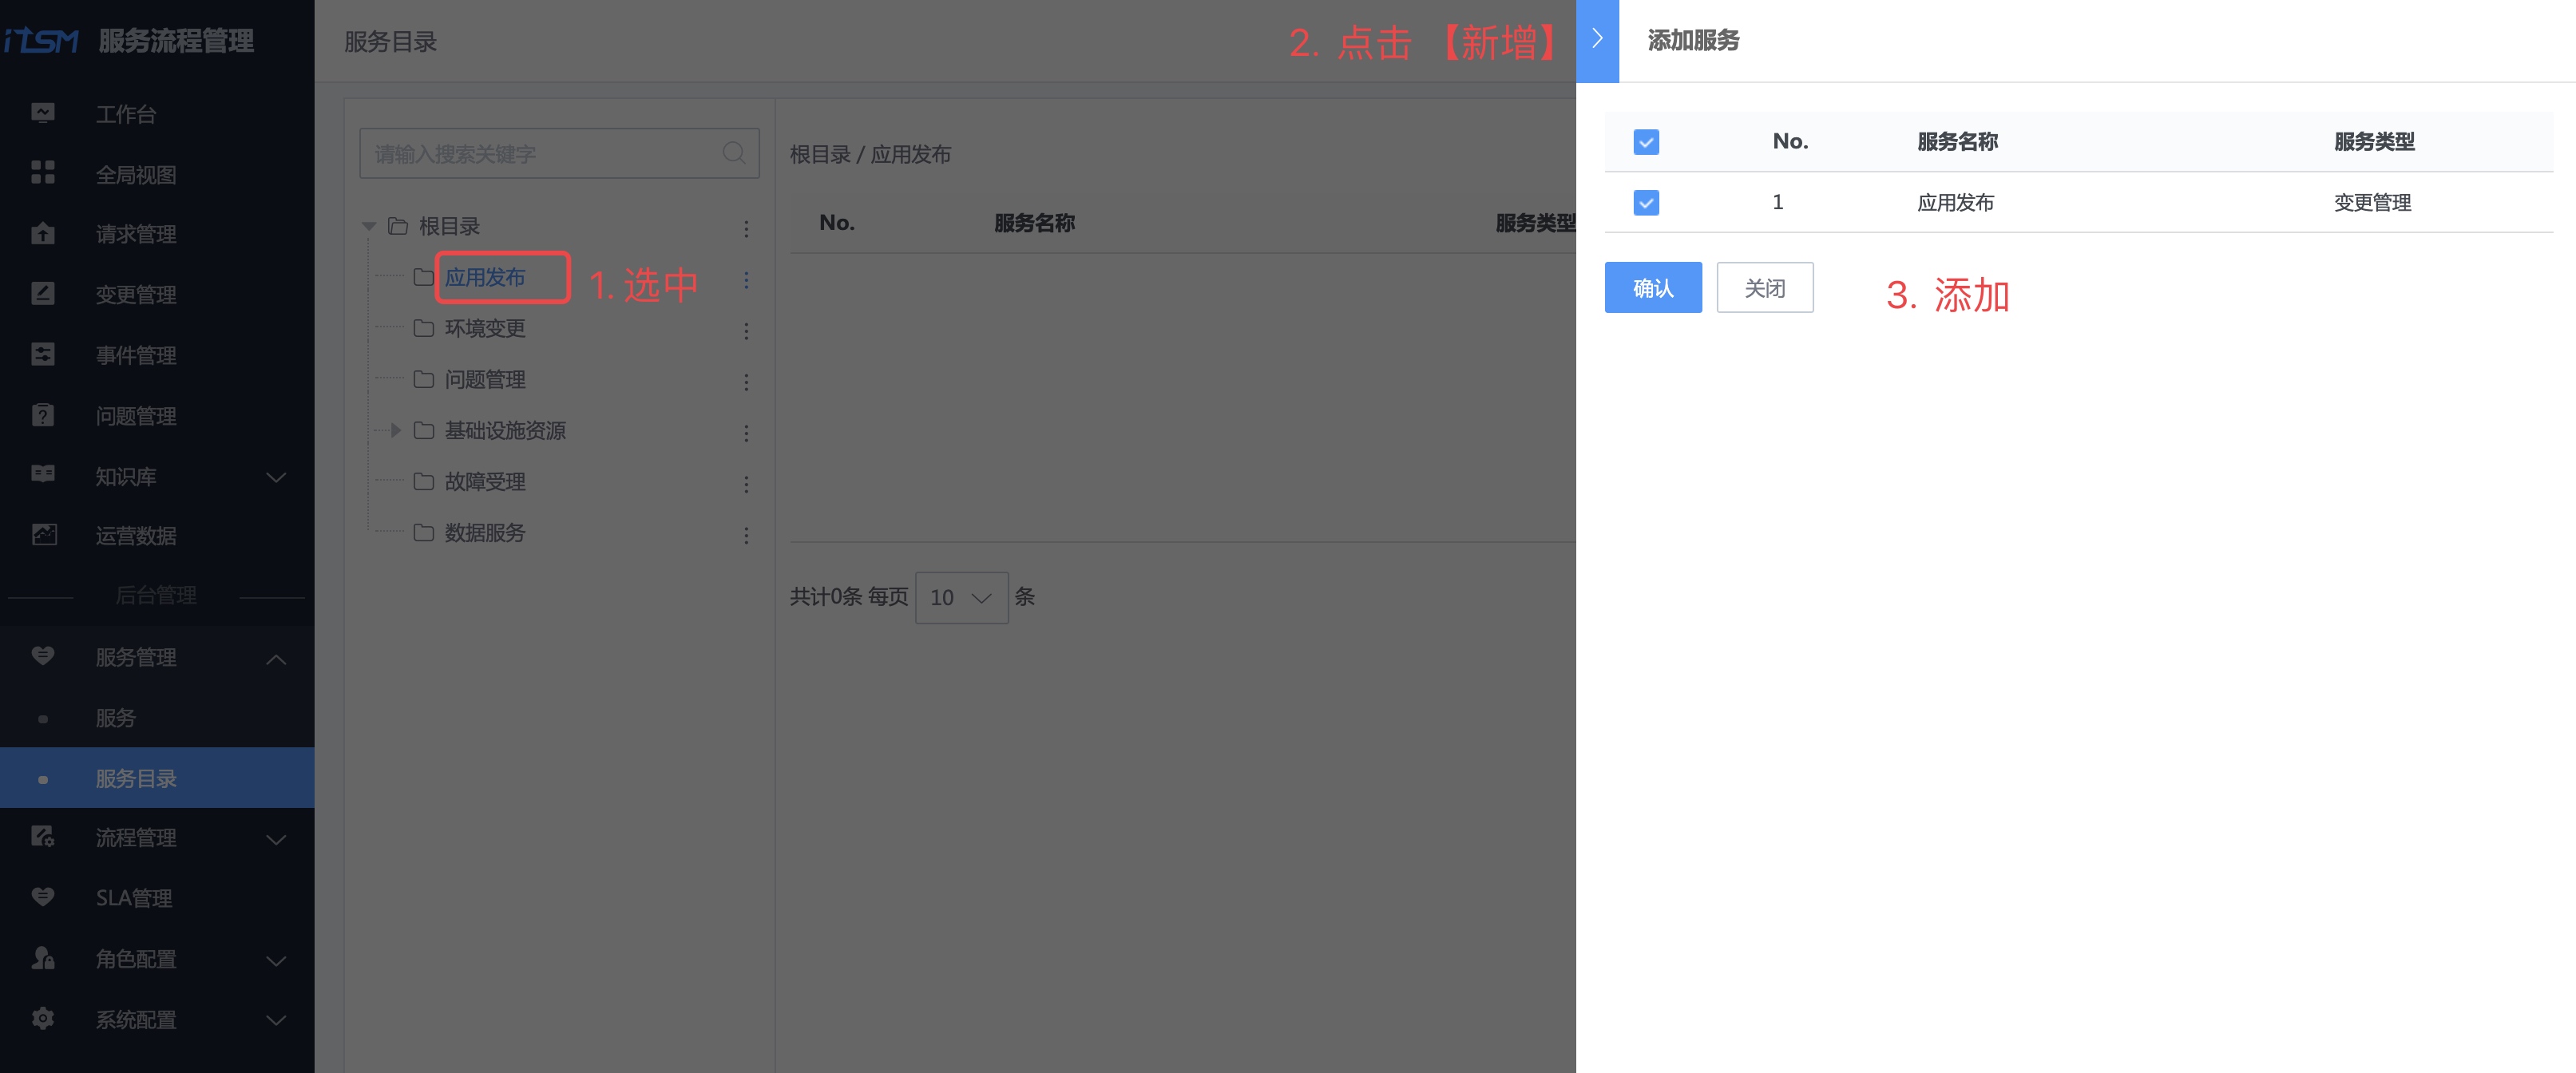 iTSM 服务流程管理
工作台
全局视图
请求管理
变更管理
事件管理
问题管理
知识库
运营数据
后台管理
服务管理
服务
服务目录
流程管理
SLA管理
角色配置
系统配置
服务目录
2. 点击 【新增】
请输入搜索关键字
根目录
应用发布
1. 选中
环境变更
问题管理
基础设施资源
故障受理
数据服务
根目录 / 应用发布
No. 服务名称 服务类型
共计0条 每页 10 条
添加服务
No. 服务名称 服务类型
1 应用发布 变更管理
确认 关闭
3. 添加